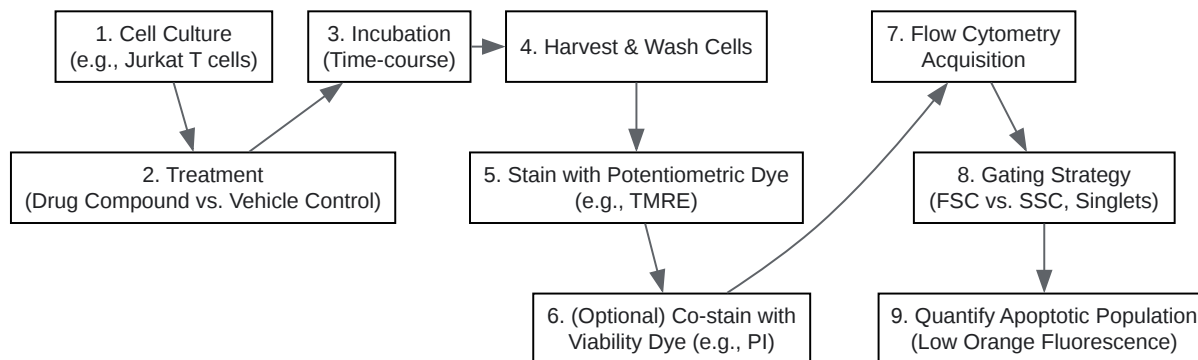 1. Cell Culture
(e.g., Jurkat T cells)
2. Treatment
(Drug Compound vs. Vehicle Control)
3. Incubation
(Time-course)
4. Harvest & Wash Cells
5. Stain with Potentiometric Dye
(e.g., TMRE)
6. (Optional) Co-stain with
Viability Dye (e.g., PI)
7. Flow Cytometry
Acquisition
8. Gating Strategy
(FSC vs. SSC, Singlets)
9. Quantify Apoptotic Population
(Low Orange Fluorescence)